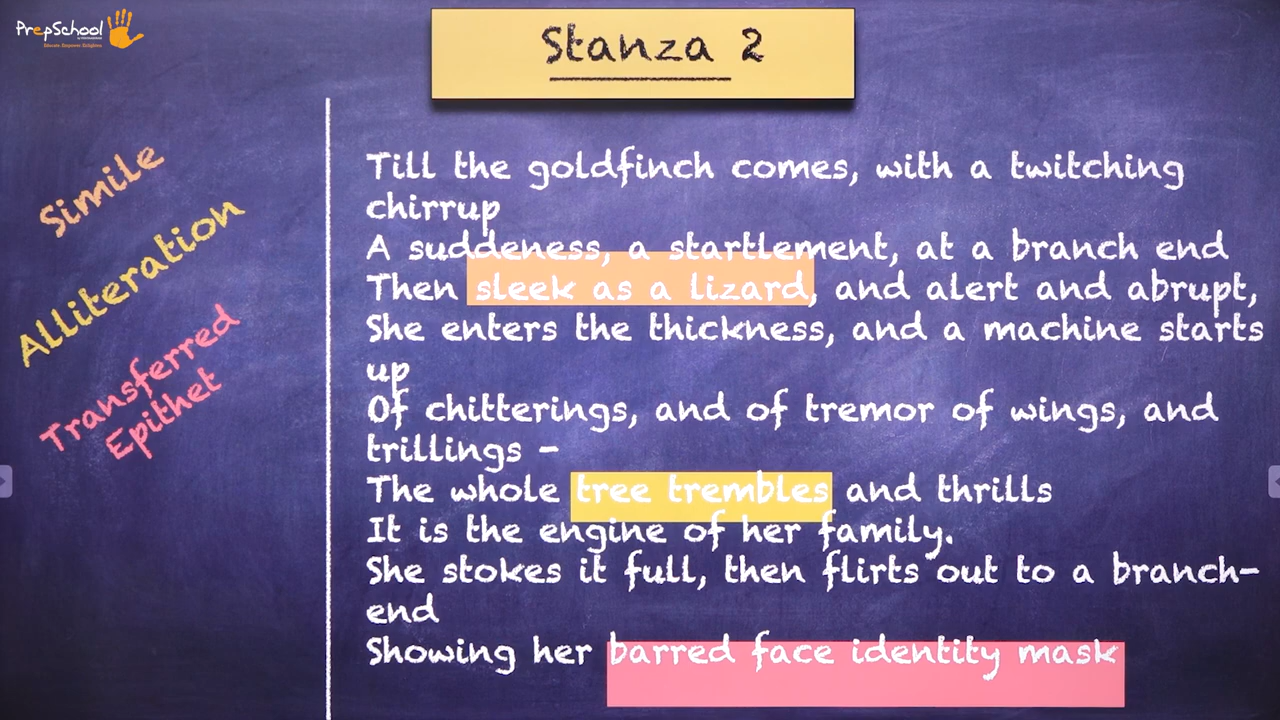 PrepSchool
Stanza 2
Simile
Alliteration
Transferred
Epithet
Till the goldfinch comes, with a twitching
chirrup
A suddeness, a startlement, at a branch end
Then sleek as a lizard, and alert and abrupt,
She enters the thickness, and a machine starts
up
Of chitterings, and of tremor of wings, and
trillings -
The whole tree trembles and thrills
It is the engine of her family.
She stokes it full, then flirts out to a branch-
end
Showing her barred face identity mask